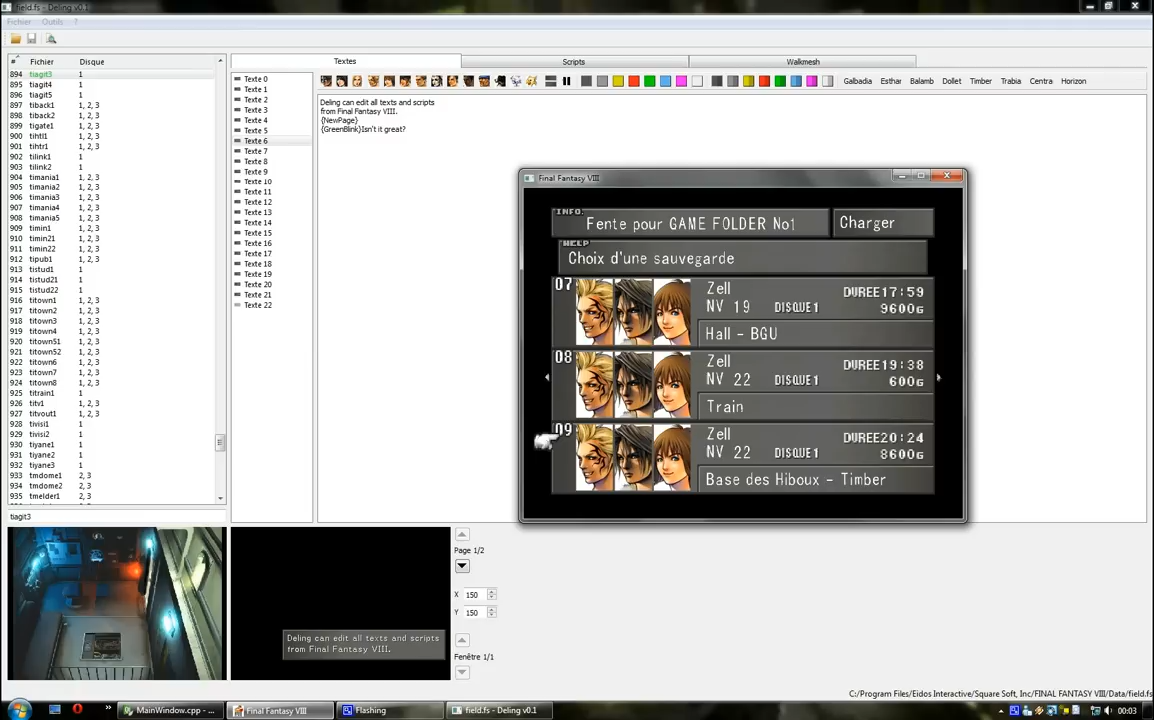 field.fs - Deling v0.1
Fichier Outils ?
# Fichier Disque
894 tiagit3 1
895 tiagit4 1
896 tiagit5 1
897 tiback1 1, 2, 3
898 tiback2 1, 2, 3
899 tigate1 1, 2, 3
900 tihtl1 1, 2, 3
901 tihtr1 1, 2, 3
902 tilink1 1
903 tilink2 1
904 timania1 1, 2, 3
905 timania2 1, 2, 3
906 timania3 1, 2, 3
907 timania4 1, 2, 3
908 timania5 1, 2, 3
909 timin1 1, 2, 3
910 timin21 1, 2, 3
911 timin22 1, 2, 3
912 tipub1 1, 2, 3
913 tistud1 1
914 tistud21 1
915 tistud22 1
916 titown1 1, 2, 3
917 titown2 1, 2, 3
918 titown3 1, 2, 3
919 titown4 1, 2, 3
920 titown51 1, 2, 3
921 titown52 1, 2, 3
922 titown6 1, 2, 3
923 titown7 1, 2, 3
924 titown8 1, 2, 3
925 titrain1 1
926 titv1 1, 2, 3
927 titvout1 1, 2, 3
928 tivisi1 1
929 tivisi2 1
930 tiyane1 1
931 tiyane2 1
932 tiyane3 1
933 tmdome1 2, 3
934 tmdome2 2, 3
935 tmelder1 2, 3
tiagit3
Textes Scripts Walkmesh
Texte 0
Texte 1
Texte 2
Texte 3
Texte 4
Texte 5
Texte 6
Texte 7
Texte 8
Texte 9
Texte 10
Texte 11
Texte 12
Texte 13
Texte 14
Texte 15
Texte 16
Texte 17
Texte 18
Texte 19
Texte 20
Texte 21
Texte 22
Galbadia Esthar Balamb Dollet Timber Trabia Centra Horizon
Deling can edit all texts and scripts
from Final Fantasy VIII.
{NewPage}
{GreenBlink}Isn't it great?
Final Fantasy VIII
INFO.
Fente pour GAME FOLDER No1 Charger
HELP
Choix d'une sauvegarde
07 Zell DUREE17:59
NV 19 DISQUE1 9600G
Hall - BGU
08 Zell DUREE19:38
NV 22 DISQUE1 600G
Train
09 Zell DUREE20:24
NV 22 DISQUE1 8600G
Base des Hiboux - Timber
Page 1/2
X 150
Y 150
Fenêtre 1/1
Deling can edit all texts and scripts
from Final Fantasy VIII.
C:/Program Files/Eidos Interactive/Square Soft, Inc/FINAL FANTASY VIII/Data/field.fs
MainWindow.cpp - ... Final Fantasy VIII Flashing field.fs - Deling v0.1 00:03